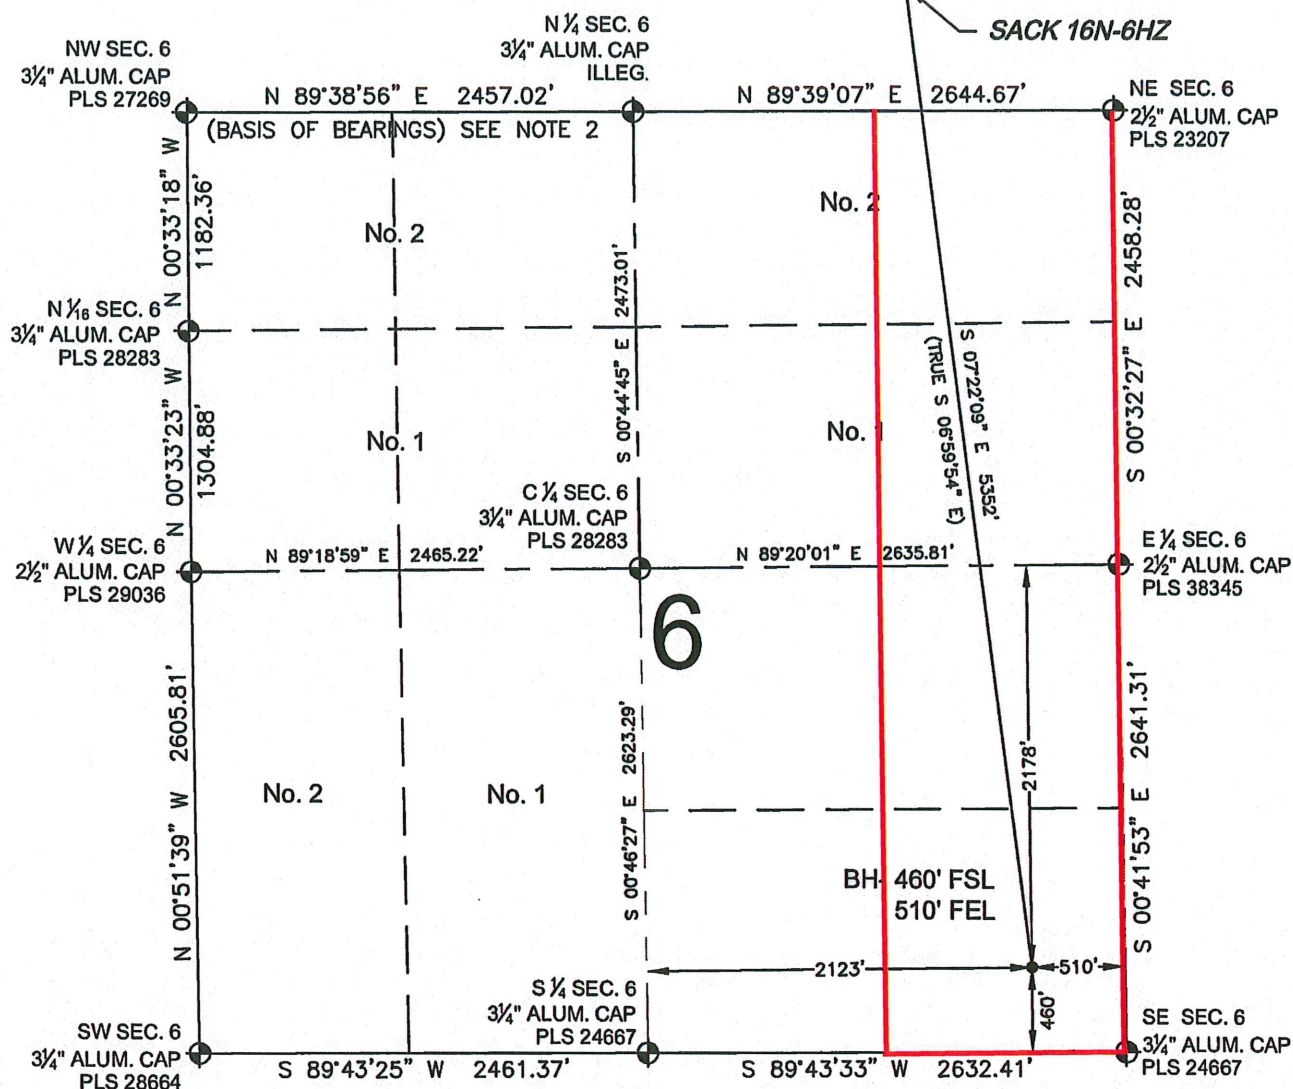 SACK 16N-6HZ
NW SEC. 6
3¼" ALUM. CAP
PLS 27269
N ¼ SEC. 6
3¼" ALUM. CAP
ILLEG.
NE SEC. 6
2½" ALUM. CAP
PLS 23207
N 89°38'56" E 2457.02'
(BASIS OF BEARINGS) SEE NOTE 2
N 89°39'07" E 2644.67'
N 00°33'18" W
1182.36'
No. 2
No. 2
S 00°44'45" E 2473.01'
S 00°32'27" E 2458.28'
N ¹⁄₁₆ SEC. 6
3¼" ALUM. CAP
PLS 28283
N 00°33'23" W
1304.88'
No. 1
No. 1
S 07°22'09" E 5352'
(TRUE S 06°59'54" E)
C ¼ SEC. 6
3¼" ALUM. CAP
PLS 28283
W ¼ SEC. 6
2½" ALUM. CAP
PLS 29036
N 89°18'59" E 2465.22'
N 89°20'01" E 2635.81'
E ¼ SEC. 6
2½" ALUM. CAP
PLS 38345
6
N 00°51'39" W 2605.81'
No. 2
No. 1
S 00°46'27" E 2623.29'
2178'
S 00°41'53" E 2641.31'
BH- 460' FSL
510' FEL
2123'
510'
460'
S ¼ SEC. 6
3¼" ALUM. CAP
PLS 24667
SW SEC. 6
3¼" ALUM. CAP
PLS 28664
SE SEC. 6
3¼" ALUM. CAP
PLS 24667
S 89°43'25" W 2461.37'
S 89°43'33" W 2632.41'